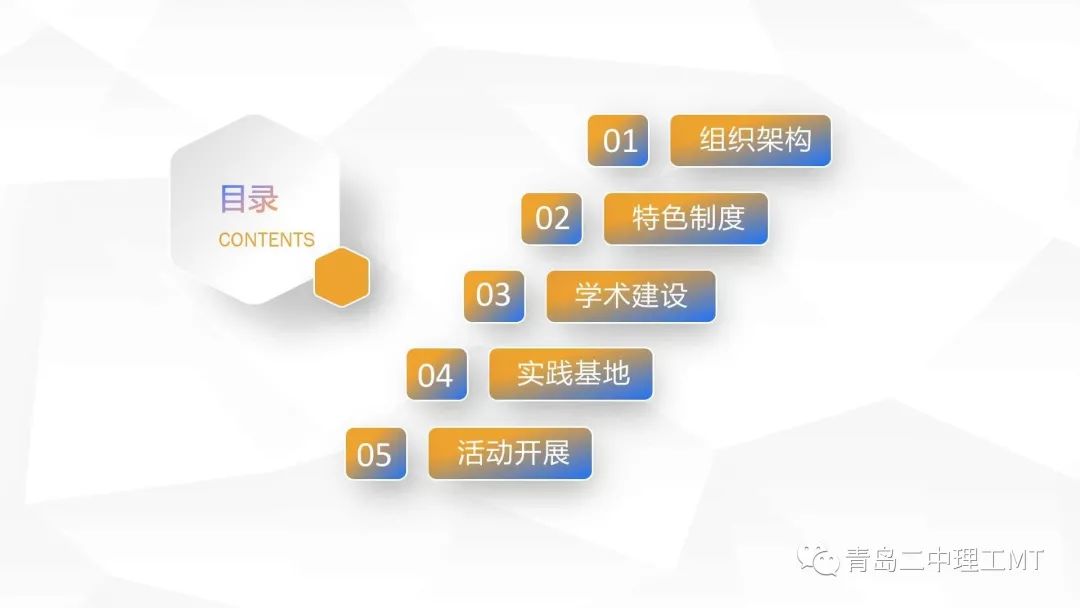 目录
CONTENTS
01 组织架构
02 特色制度
03 学术建设
04 实践基地
05 活动开展
青岛二中理工MT